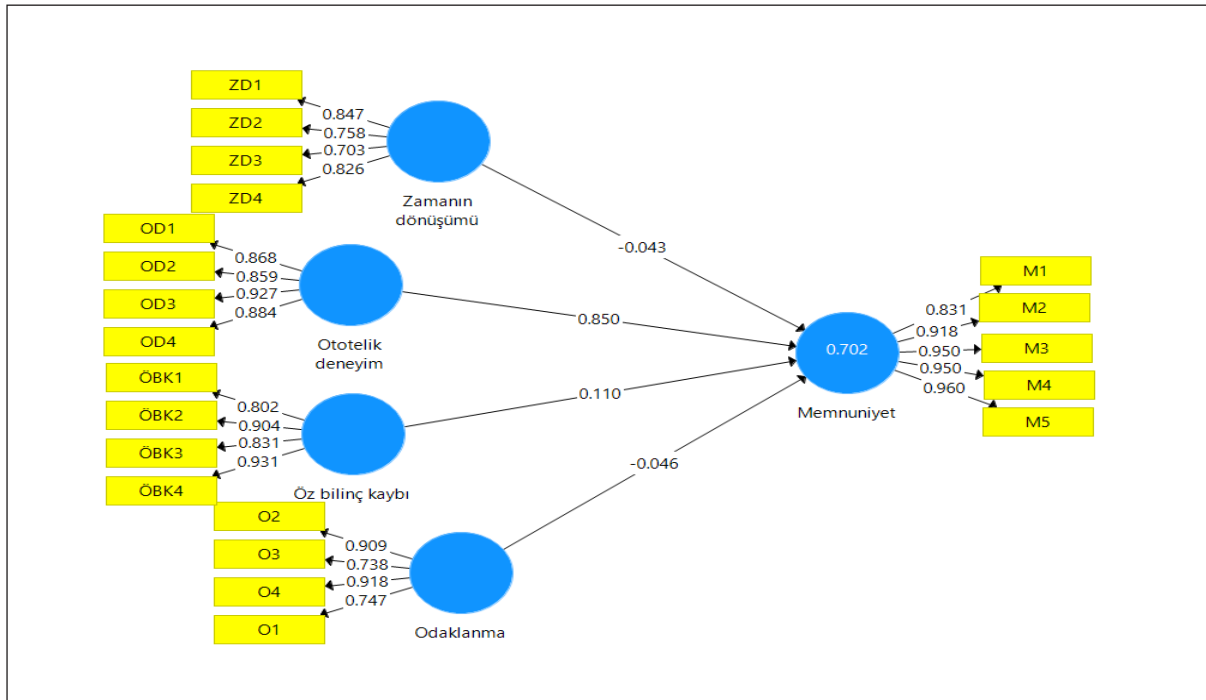 ZD1
ZD2
ZD3
ZD4
0.847
0.758
0.703
0.826
Zamanın
dönüşümü
OD1
OD2
OD3
OD4
0.868
0.859
0.927
0.884
Ototelik
deneyim
ÖBK1
ÖBK2
ÖBK3
ÖBK4
0.802
0.904
0.831
0.931
Öz bilinç kaybı
O2
O3
O4
O1
0.909
0.738
0.918
0.747
Odaklanma
-0.043
0.850
0.110
-0.046
0.702
Memnuniyet
0.831
0.918
0.950
0.950
0.960
M1
M2
M3
M4
M5